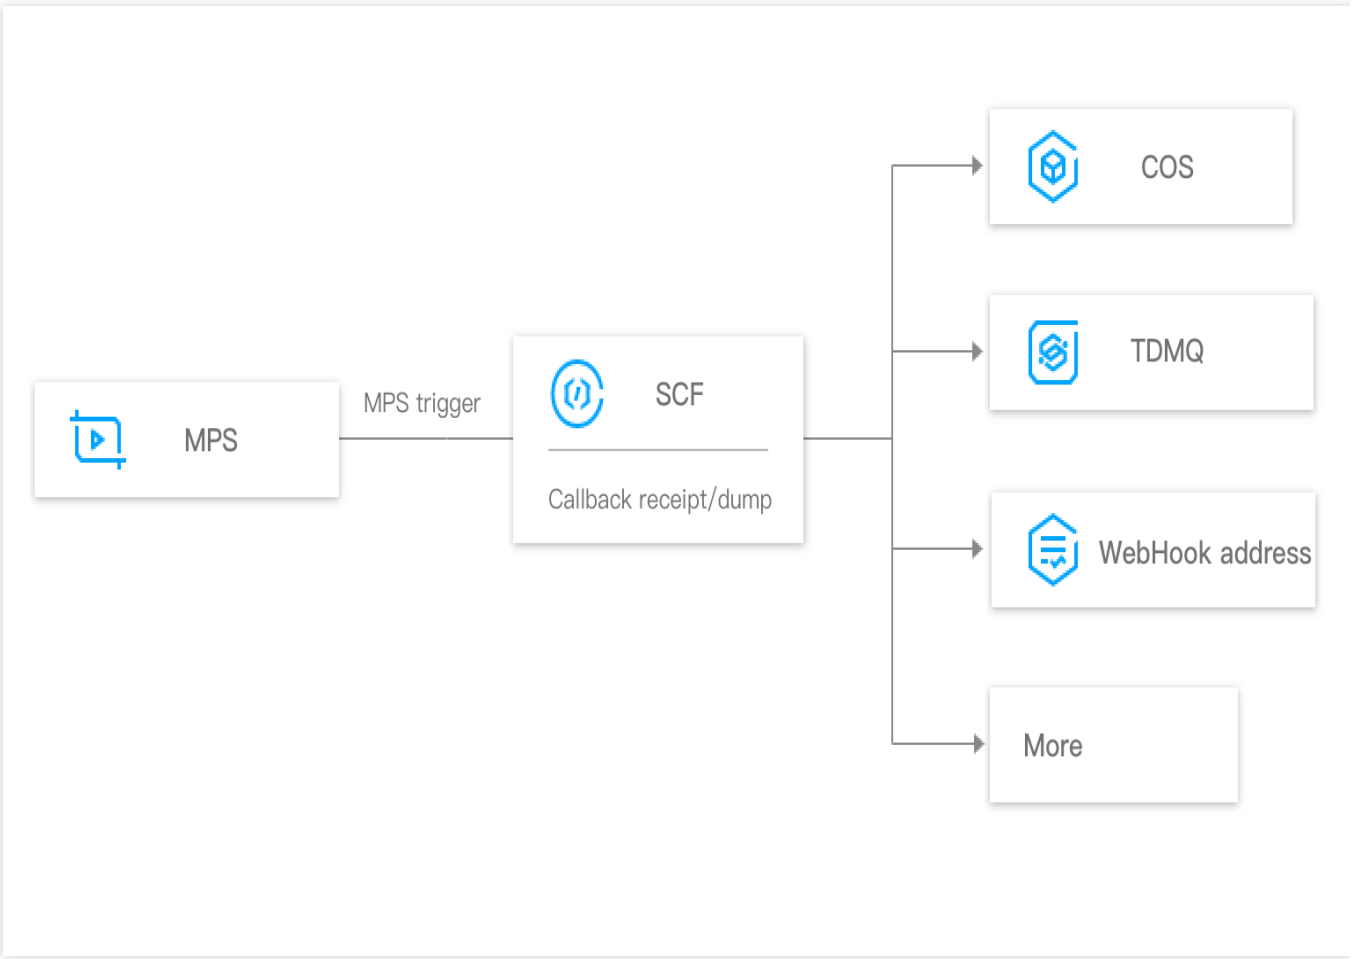 COS
TDMQ
SCF
MPS trigger
MPS
Callback receipt/dump
WebHook address
More